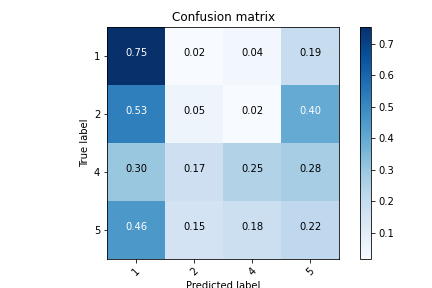 Confusion matrix
True label
1 0.75 0.02 0.04 0.19
2 0.53 0.05 0.02 0.40
4 0.30 0.17 0.25 0.28
5 0.46 0.15 0.18 0.22
1 2 4 5
Predicted label
0.7
0.6
0.5
0.4
0.3
0.2
0.1